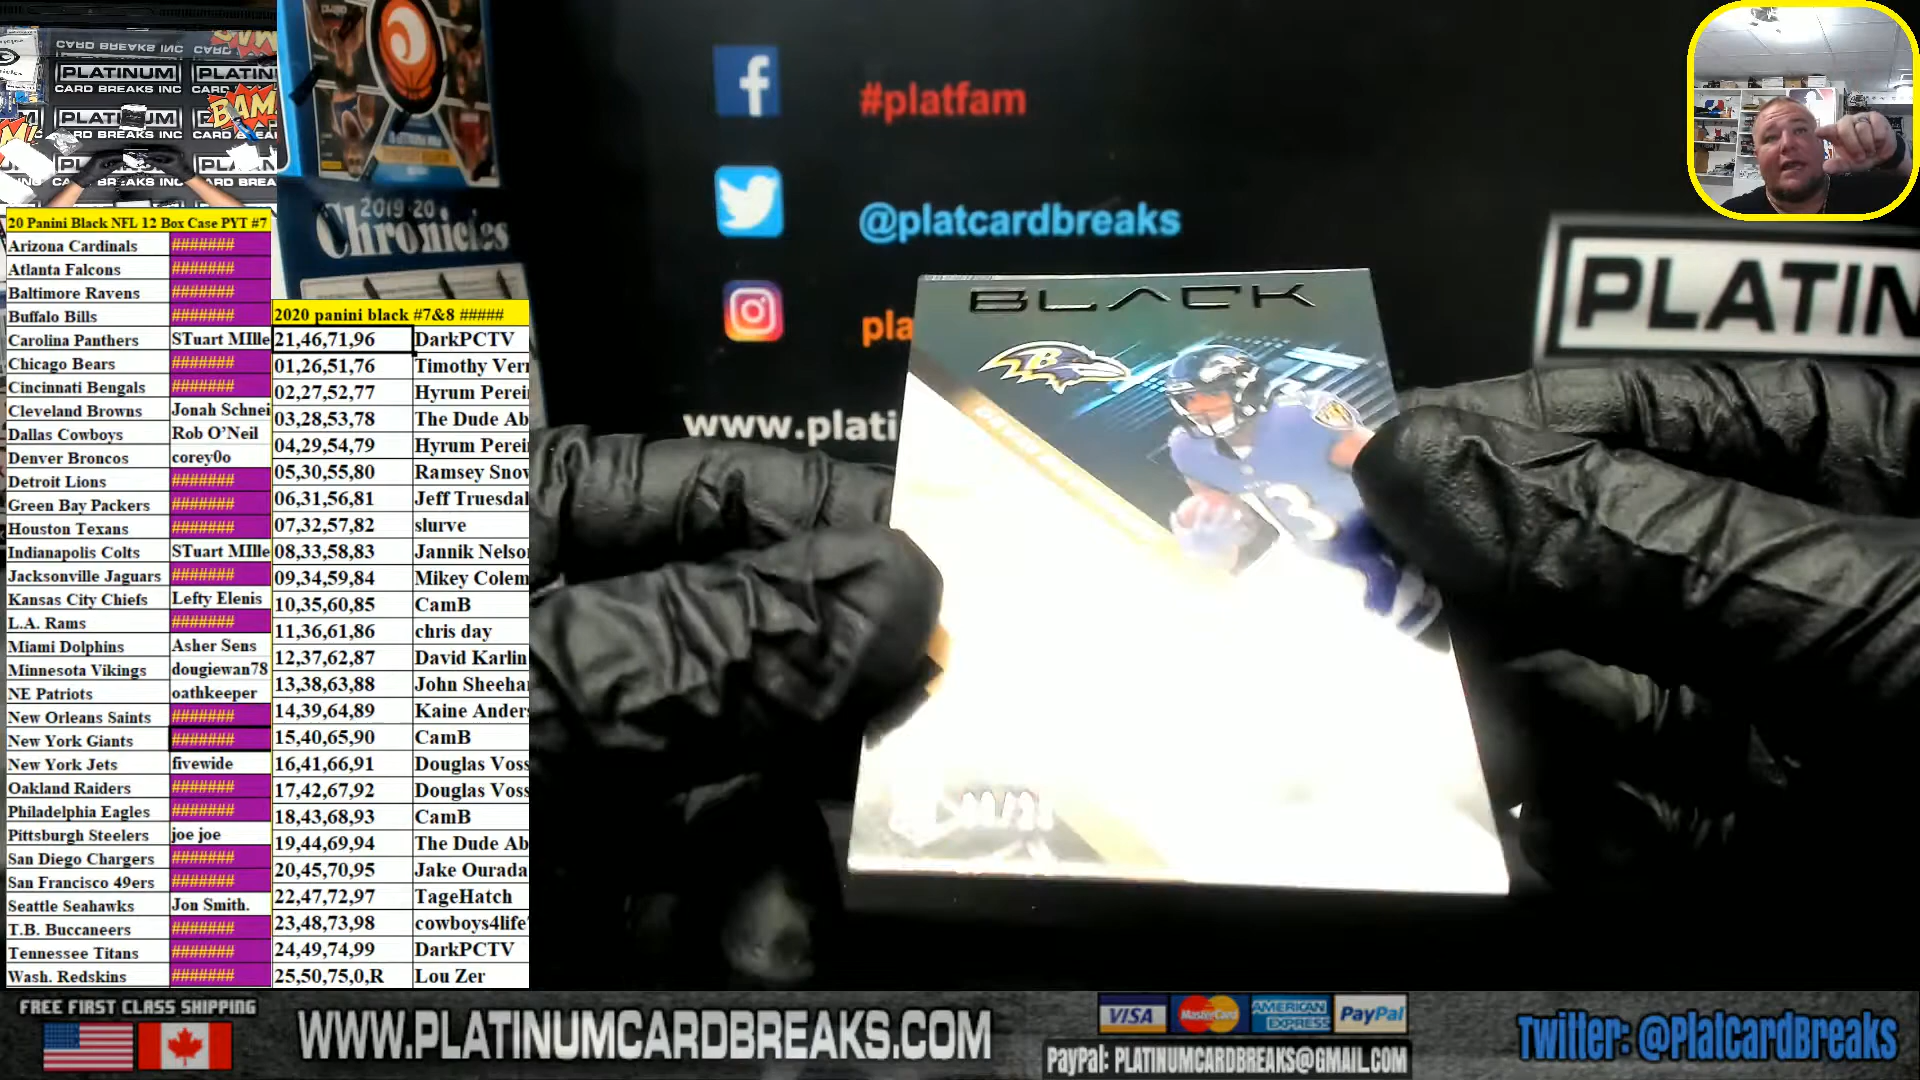 CARD BREAKS INC
PLATINUM
CARD BREAKS INC
PLATINUM
BAM!
2019-20
Chronicles
#platfam
@platcardbreaks
pla
www.plati
PLATIN
BLACK
13
20 Panini Black NFL 12 Box Case PYT #7
Arizona Cardinals #######
Atlanta Falcons #######
Baltimore Ravens #######
Buffalo Bills #######
Carolina Panthers STuart MIlle
Chicago Bears #######
Cincinnati Bengals #######
Cleveland Browns Jonah Schnei
Dallas Cowboys Rob O'Neil
Denver Broncos corey0o
Detroit Lions #######
Green Bay Packers #######
Houston Texans #######
Indianapolis Colts STuart MIlle
Jacksonville Jaguars #######
Kansas City Chiefs Lefty Elenis
L.A. Rams #######
Miami Dolphins Asher Sens
Minnesota Vikings dougiewan78
NE Patriots oathkeeper
New Orleans Saints #######
New York Giants #######
New York Jets fivewide
Oakland Raiders #######
Philadelphia Eagles #######
Pittsburgh Steelers joe joe
San Diego Chargers #######
San Francisco 49ers #######
Seattle Seahawks Jon Smith.
T.B. Buccaneers #######
Tennessee Titans #######
Wash. Redskins #######
2020 panini black #7&8 #####
21,46,71,96 DarkPCTV
01,26,51,76 Timothy Ver
02,27,52,77 Hyrum Perei
03,28,53,78 The Dude Ab
04,29,54,79 Hyrum Perei
05,30,55,80 Ramsey Snow
06,31,56,81 Jeff Truesdal
07,32,57,82 slurve
08,33,58,83 Jannik Nelso
09,34,59,84 Mikey Colem
10,35,60,85 CamB
11,36,61,86 chris day
12,37,62,87 David Karlin
13,38,63,88 John Sheeha
14,39,64,89 Kaine Anders
15,40,65,90 CamB
16,41,66,91 Douglas Voss
17,42,67,92 Douglas Voss
18,43,68,93 CamB
19,44,69,94 The Dude Ab
20,45,70,95 Jake Ourada
22,47,72,97 TageHatch
23,48,73,98 cowboys4life
24,49,74,99 DarkPCTV
25,50,75,0,R Lou Zer
FREE FIRST CLASS SHIPPING
WWW.PLATINUMCARDBREAKS.COM
VISA MasterCard AMERICAN EXPRESS PayPal
PAYPAL: PLATINUMCARDBREAKS@GMAIL.COM
Twitter: @PlatCardBreaks